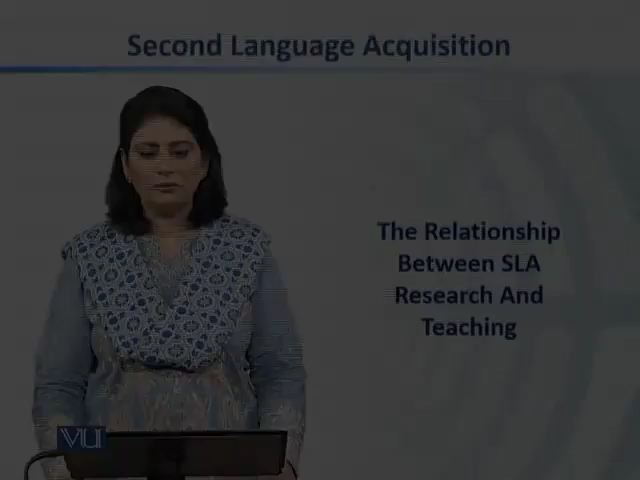 Second Language Acquisition
The Relationship
Between SLA
Research And
Teaching
VU